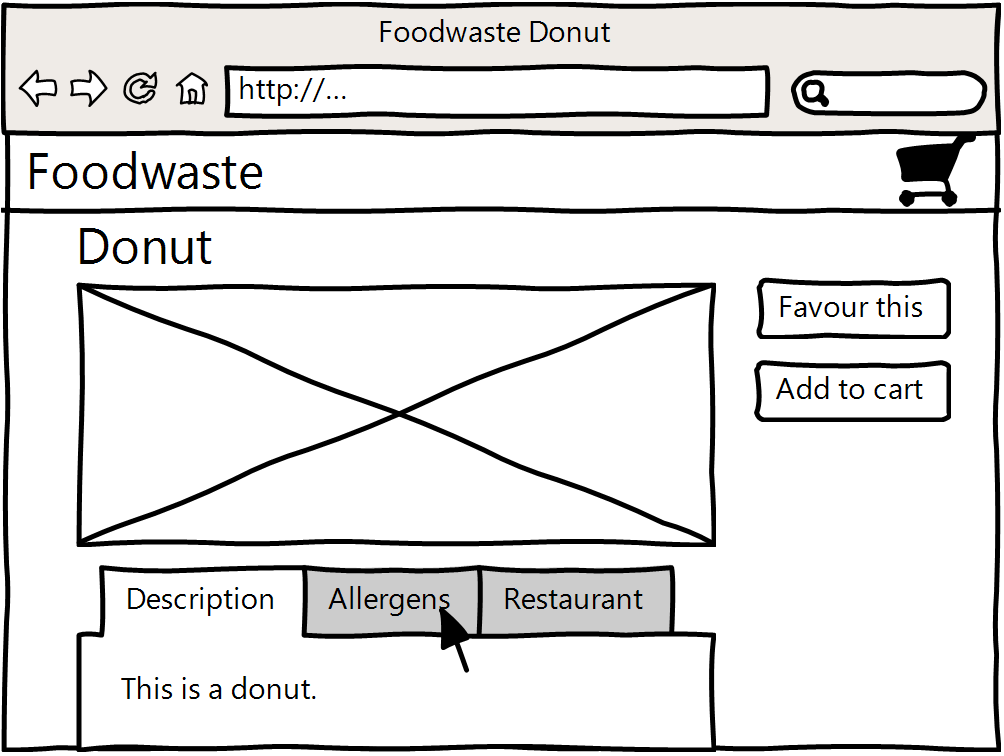 Foodwaste Donut
http://...
Foodwaste
Donut
Favour this
Add to cart
Description
Allergens
Restaurant
This is a donut.